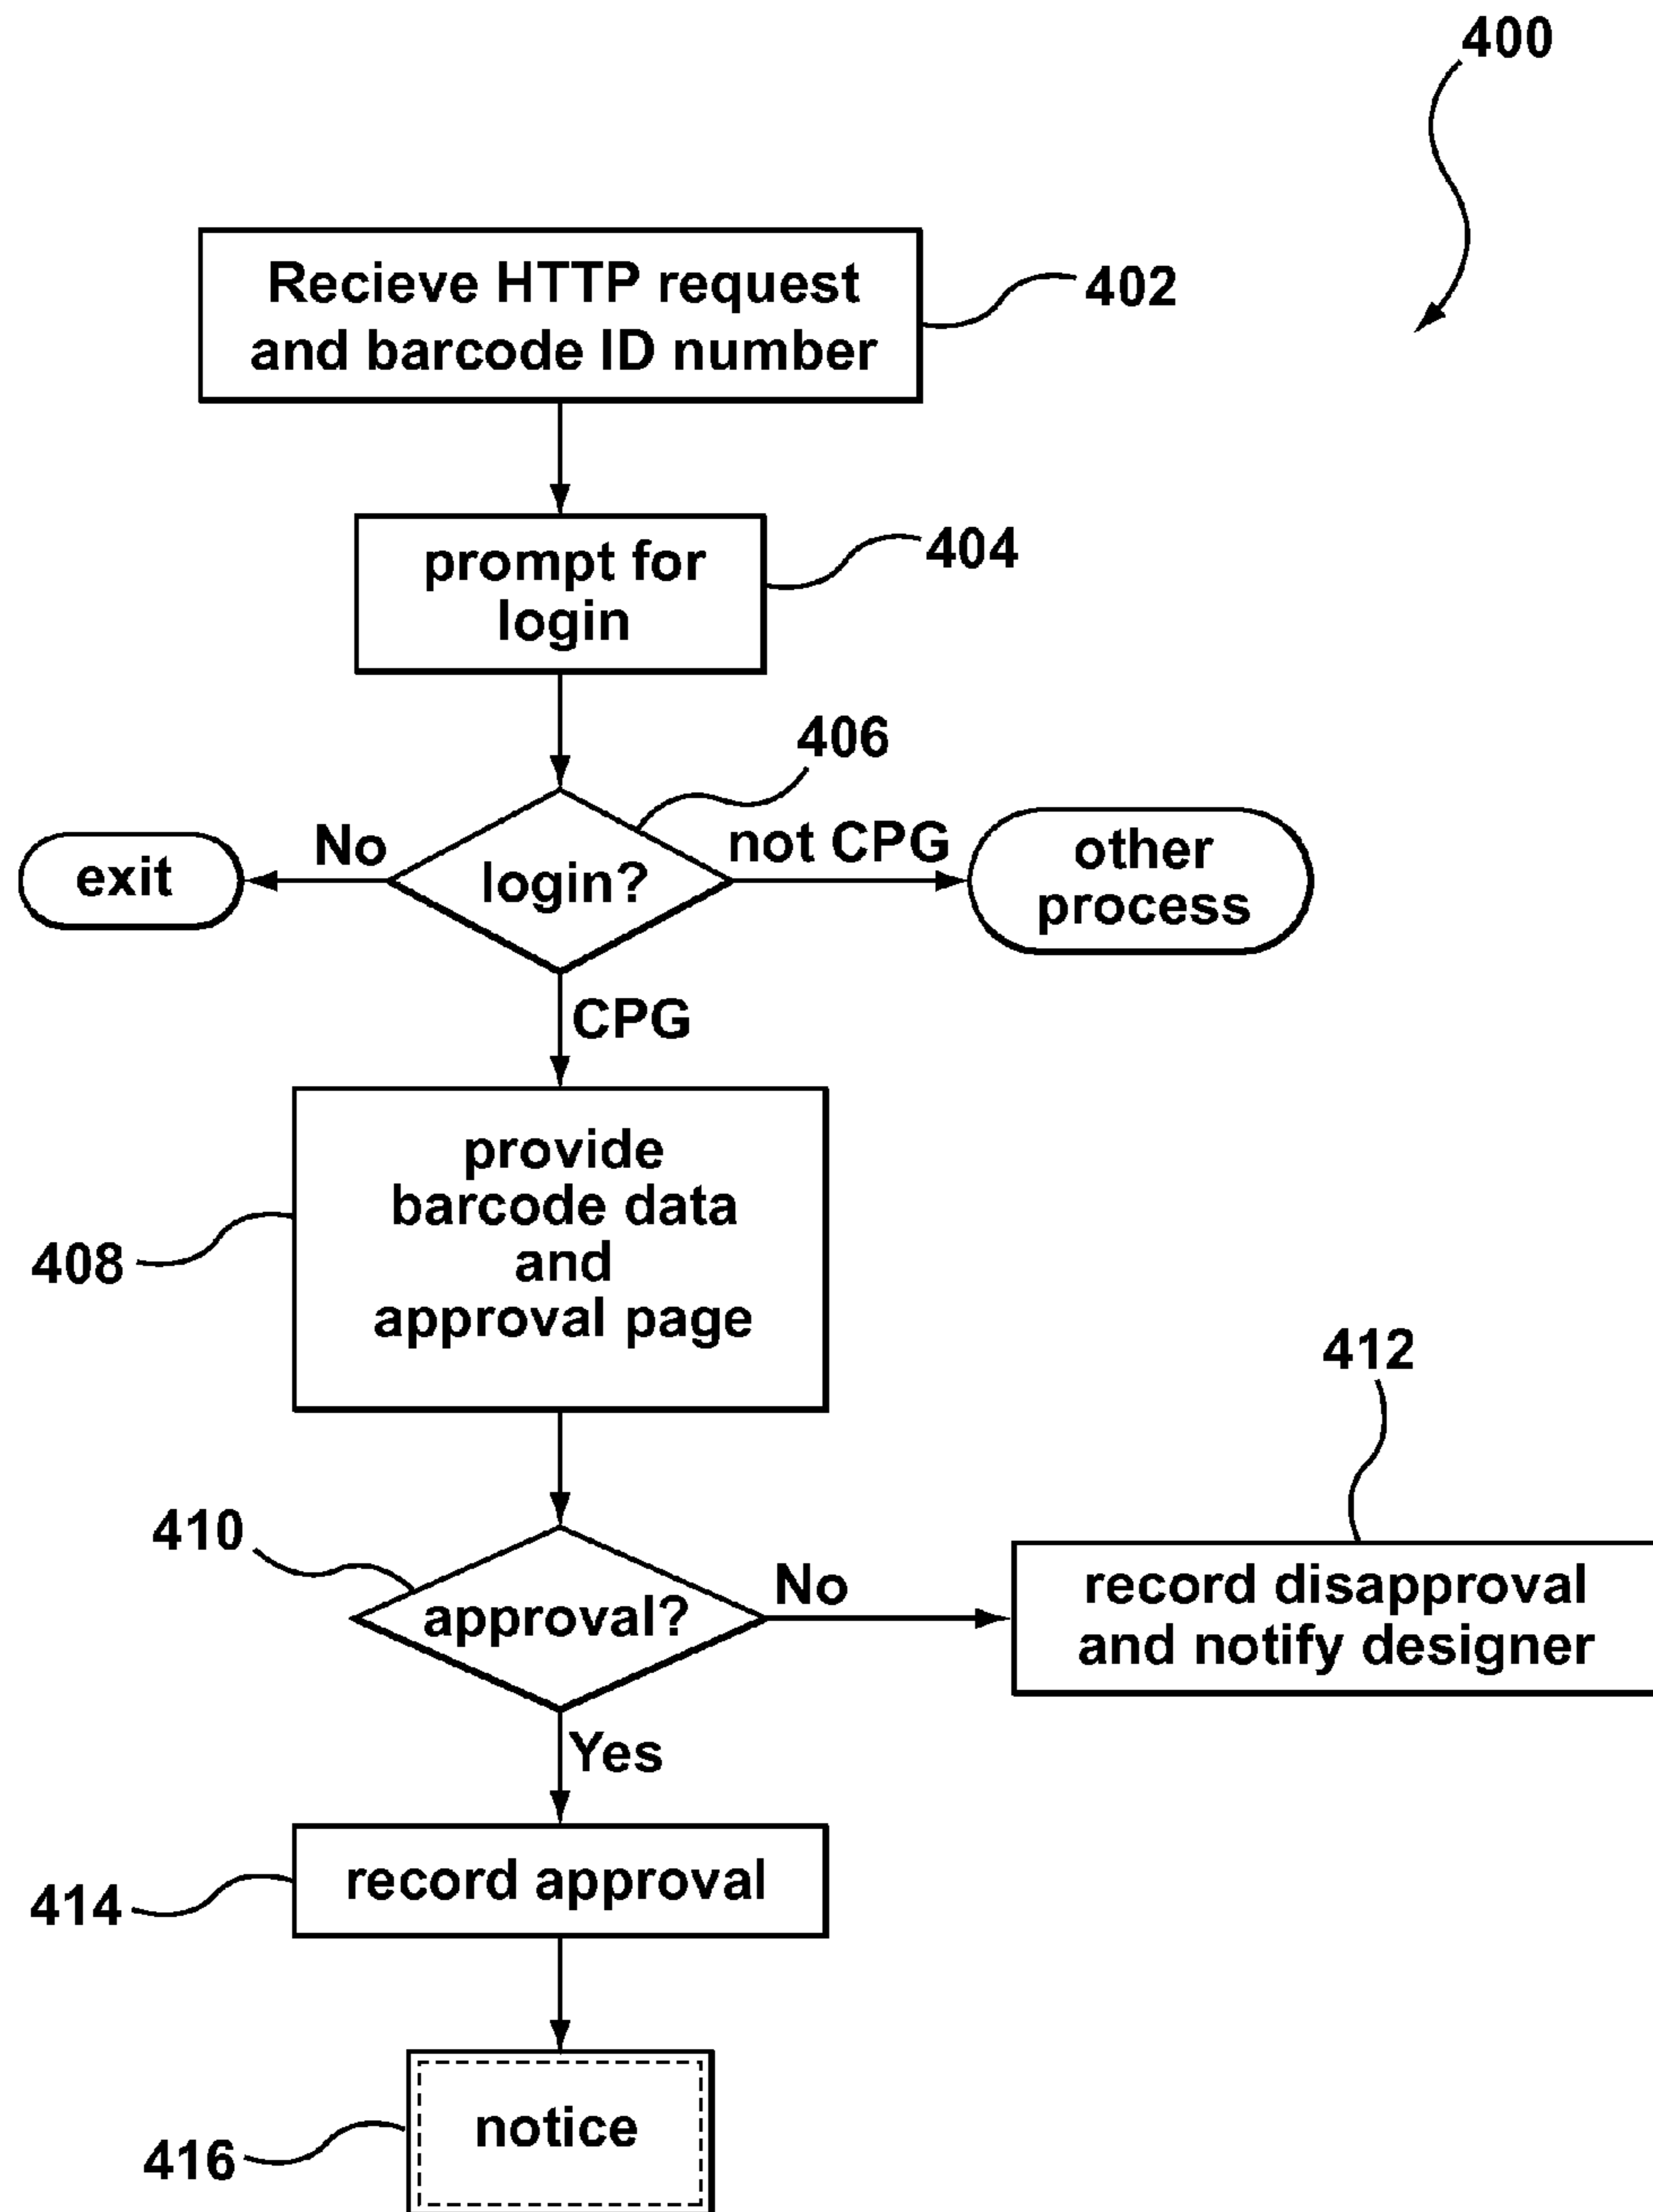 400
Recieve HTTP request
and barcode ID number
402
prompt for
login
404
406
exit
No
login?
not CPG
other
process
CPG
provide
barcode data
and
approval page
408
412
410
approval?
No
record disapproval
and notify designer
Yes
record approval
414
notice
416